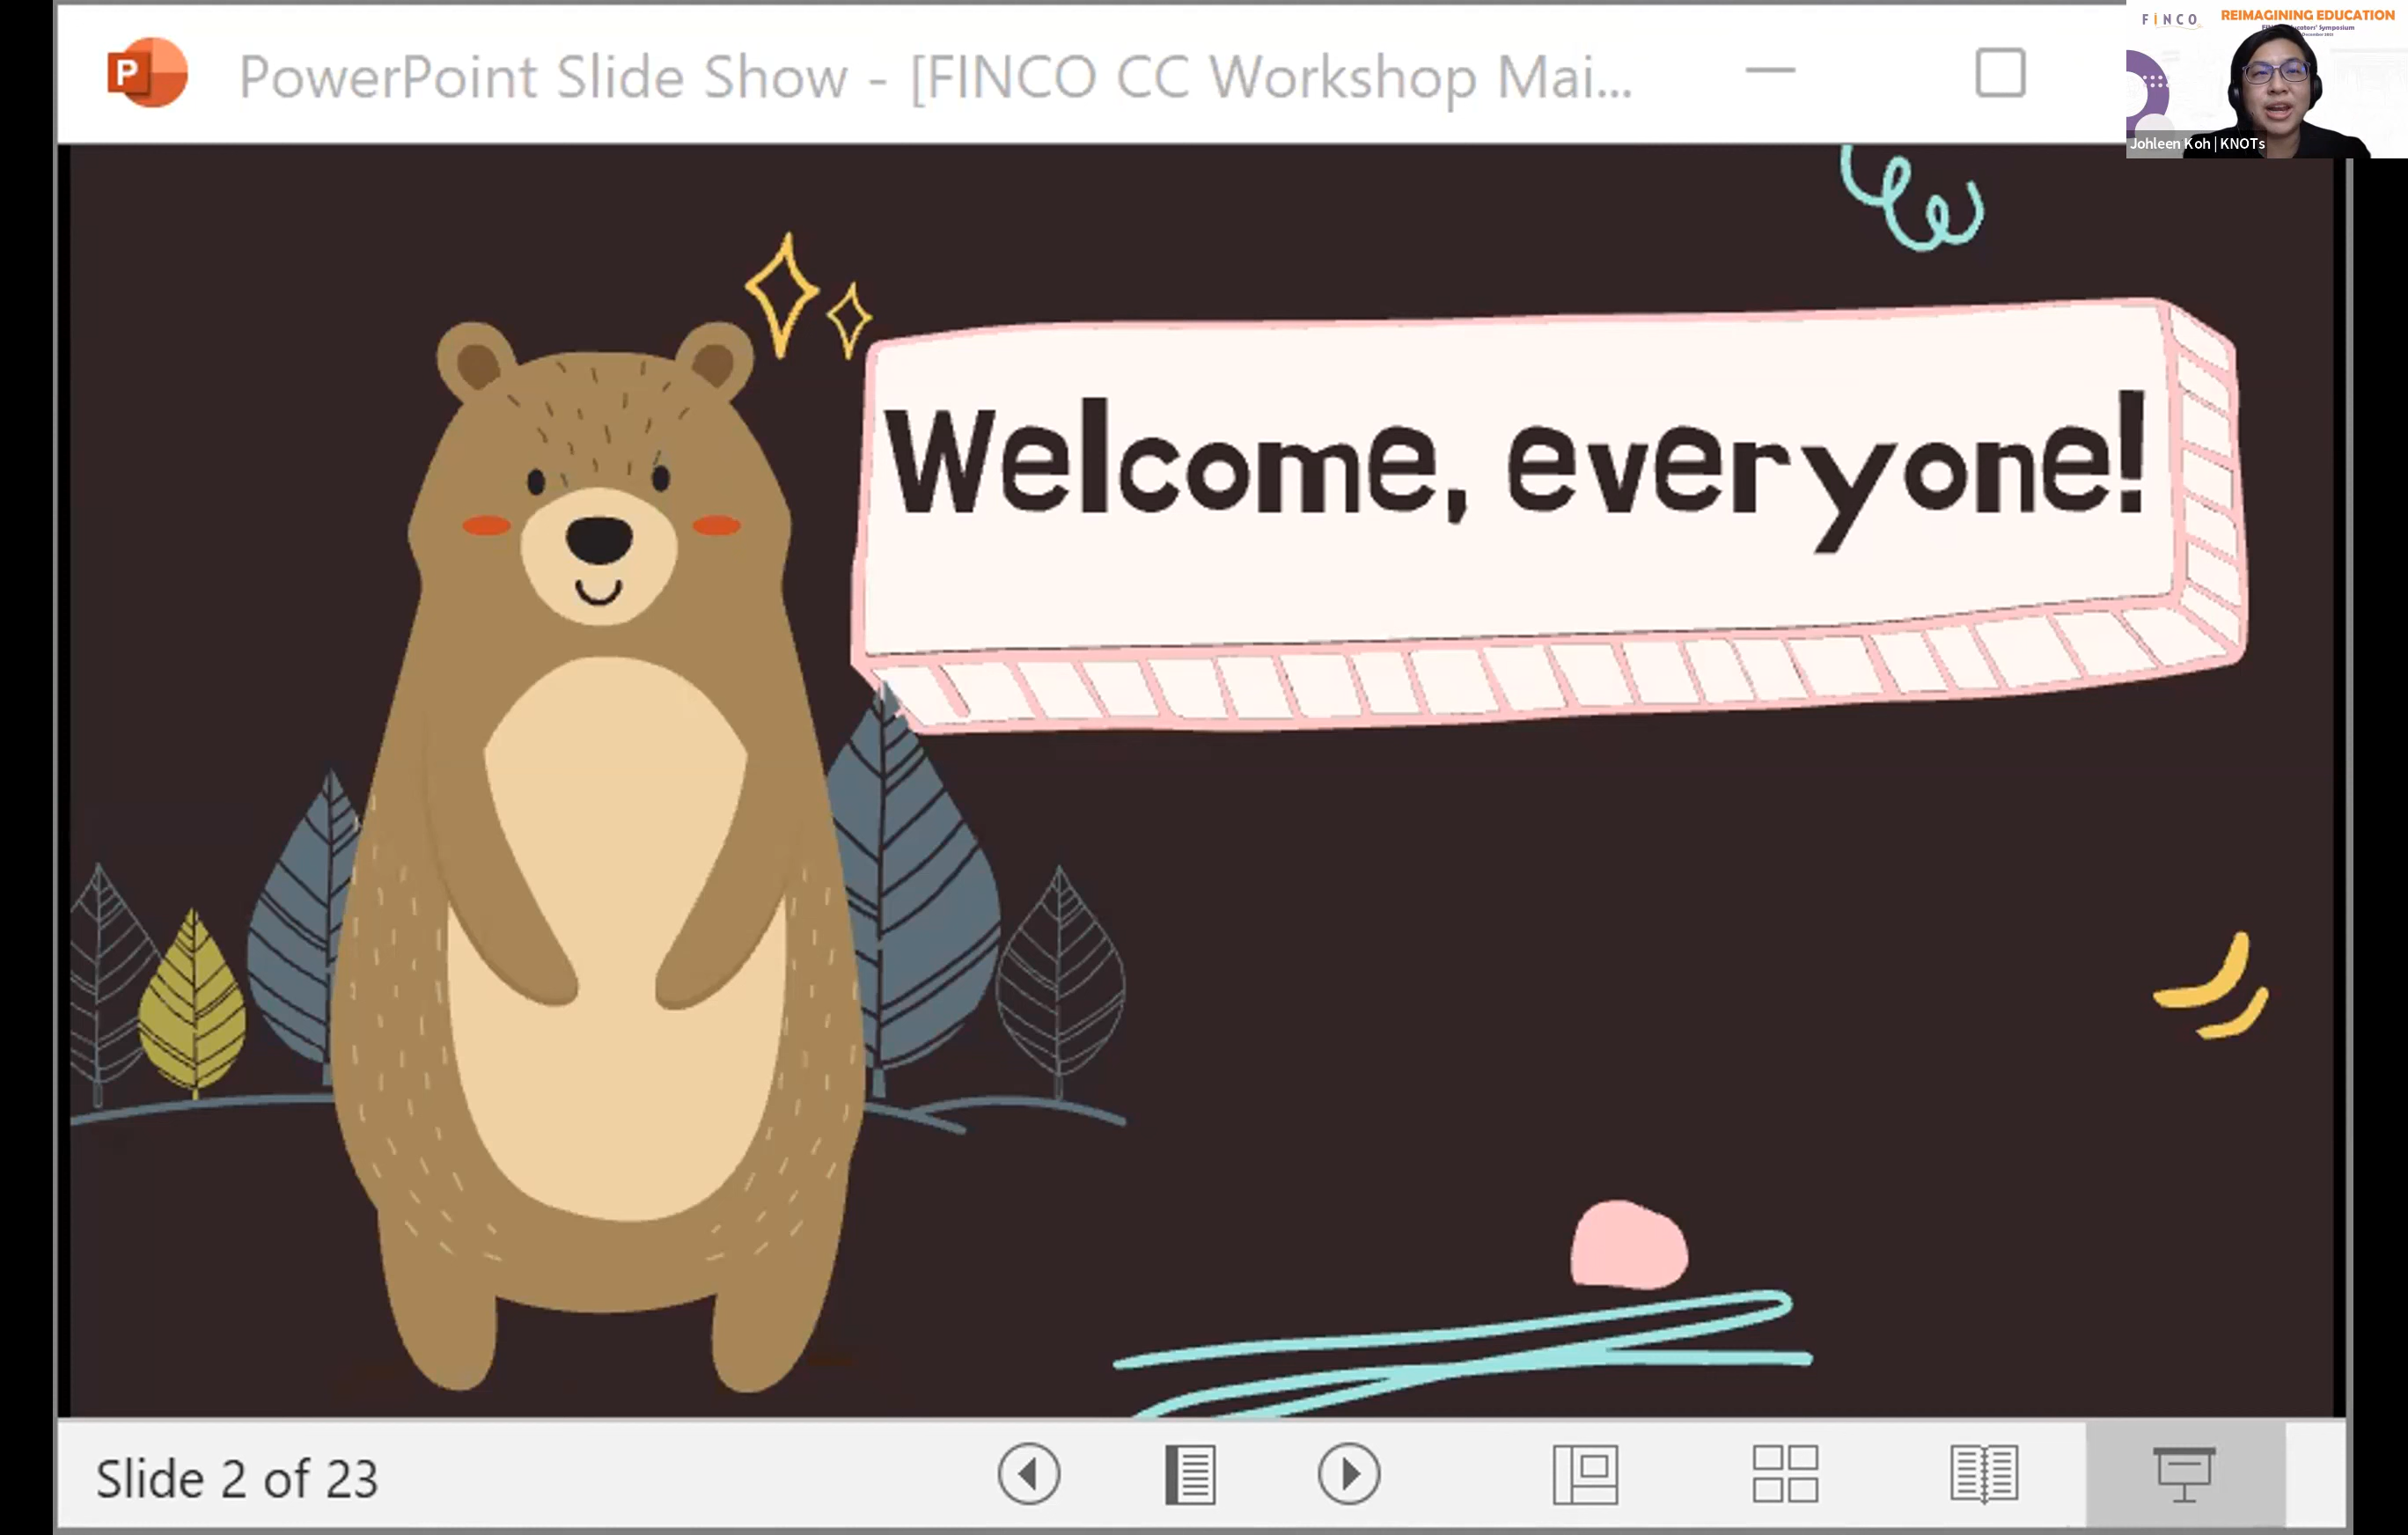 PowerPoint Slide Show - [FINCO CC Workshop Mai...
FINCO
REIMAGINING EDUCATION
Johleen Koh | KNOTs
Welcome, everyone!
Slide 2 of 23